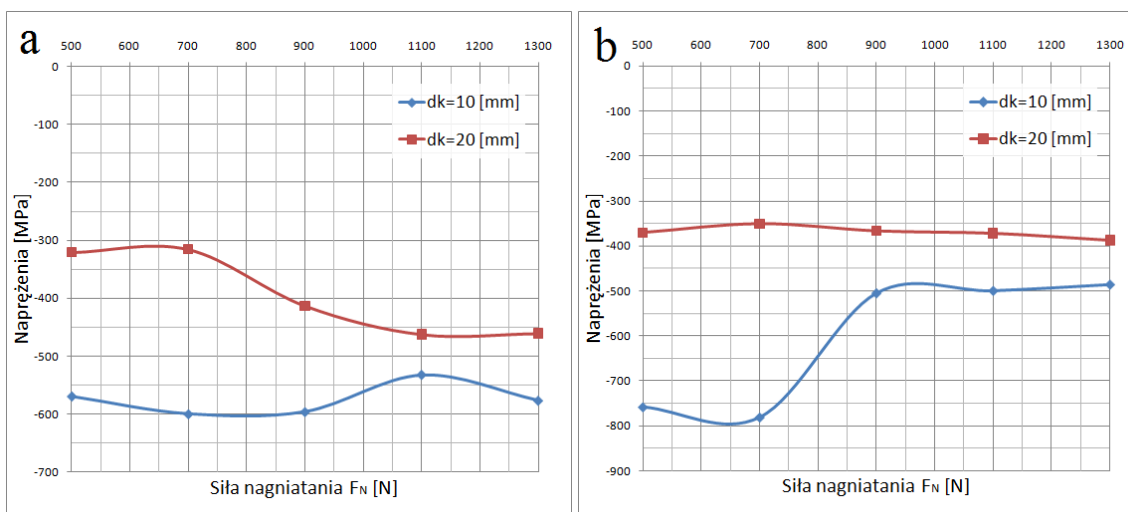 a
500 600 700 800 900 1000 1100 1200 1300
0
-100
-200
-300
-400
-500
-600
-700
dk=10 [mm]
dk=20 [mm]
Naprężenia [MPa]
Siła nagniatania FN [N]
b
500 600 700 800 900 1000 1100 1200 1300
0
-100
-200
-300
-400
-500
-600
-700
-800
-900
dk=10 [mm]
dk=20 [mm]
Naprężenia [MPa]
Siła nagniatania FN [N]